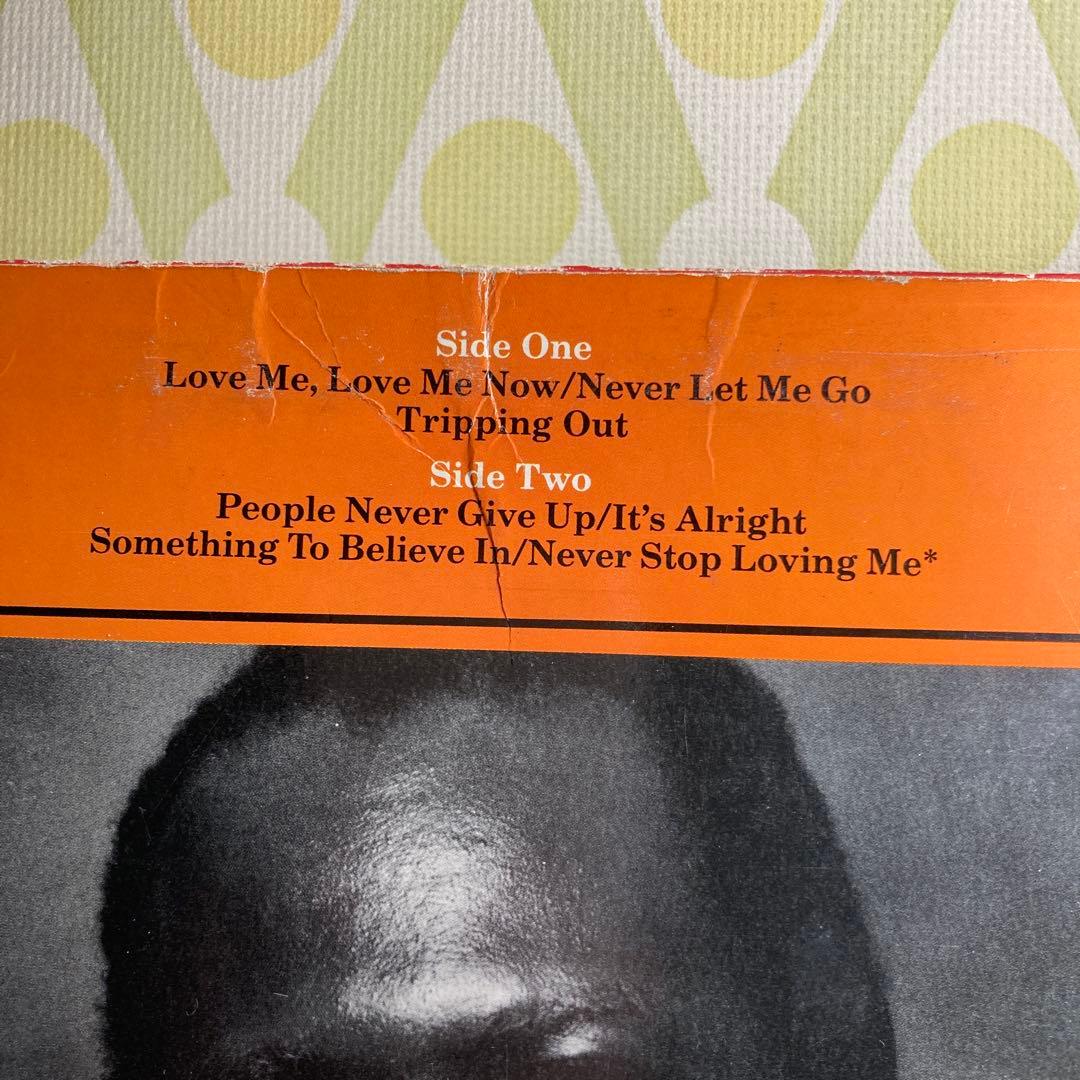 Side One
Love Me, Love Me Now/Never Let Me Go
Tripping Out
Side Two
People Never Give Up/It's Alright
Something To Believe In/Never Stop Loving Me*